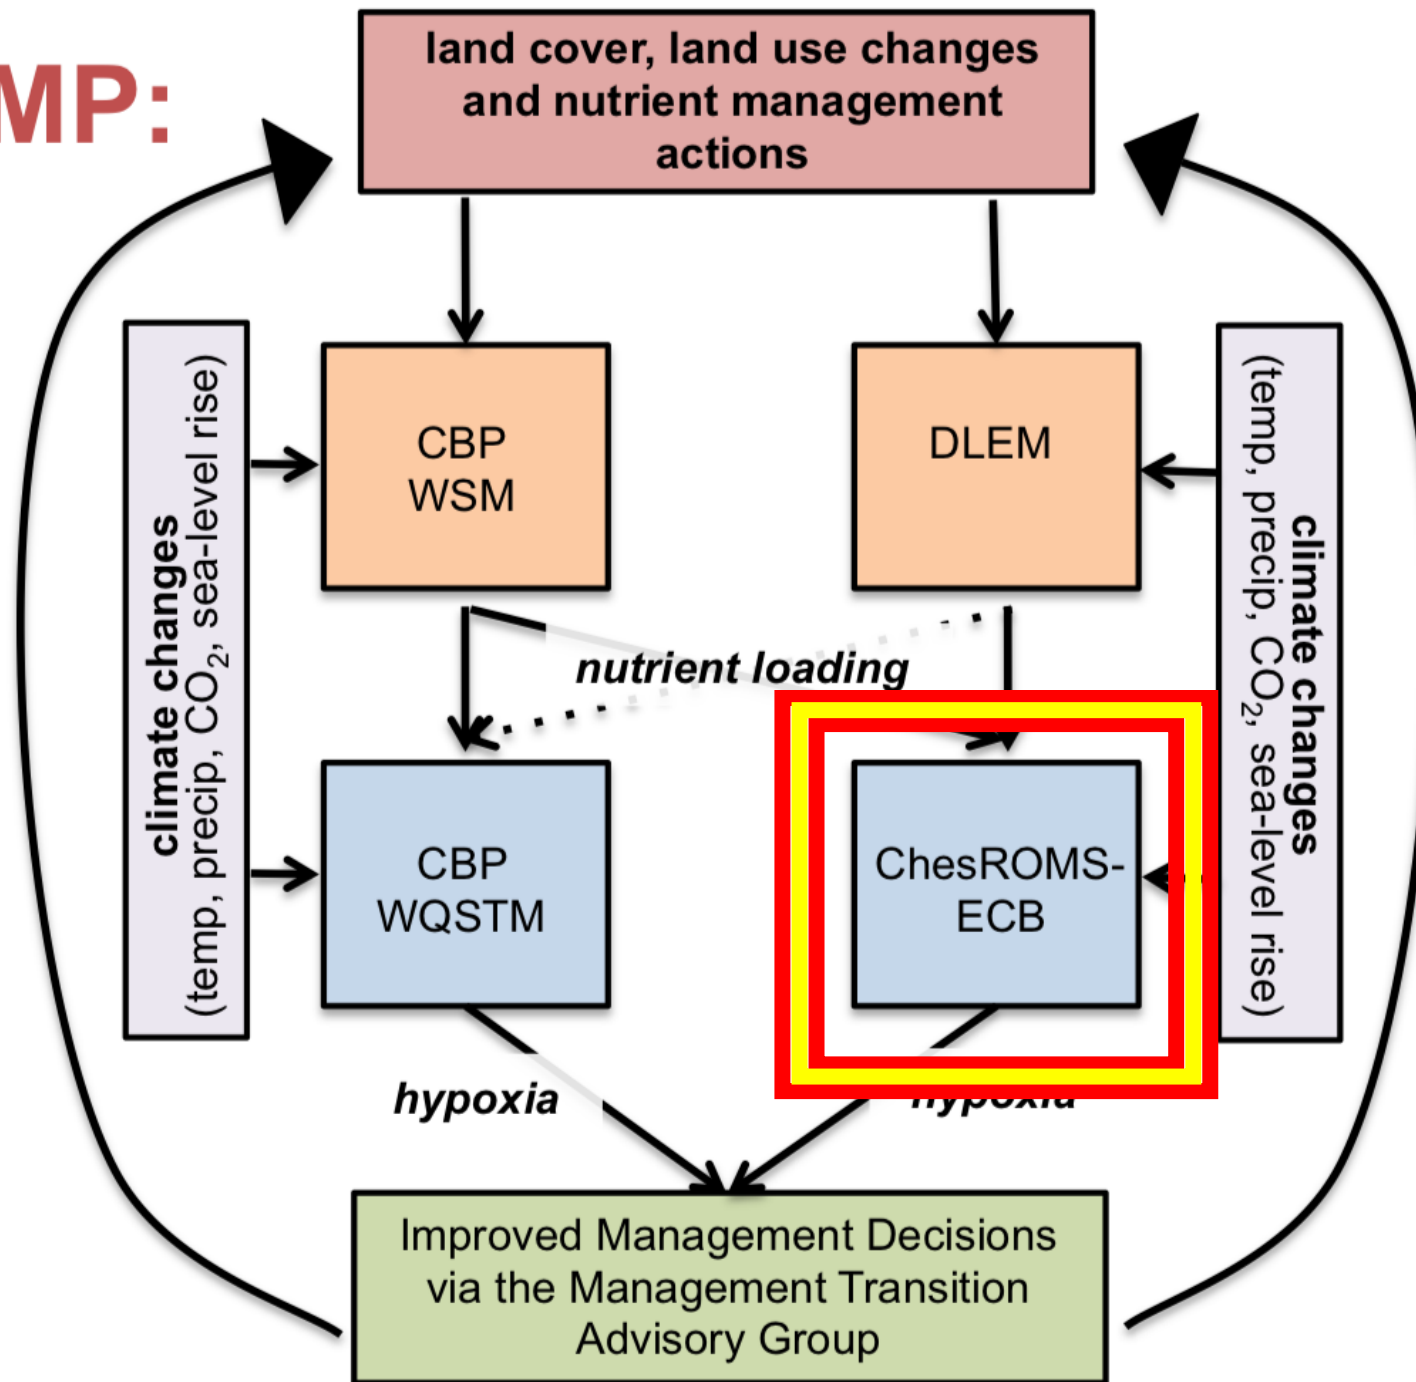 MP:
land cover, land use changes
and nutrient management
actions
climate changes
(temp, precip, CO₂, sea-level rise)
CBP
WSM
DLEM
climate changes
(temp, precip, CO₂, sea-level rise)
nutrient loading
CBP
WQSTM
ChesROMS-
ECB
hypoxia
hypoxia
Improved Management Decisions
via the Management Transition
Advisory Group